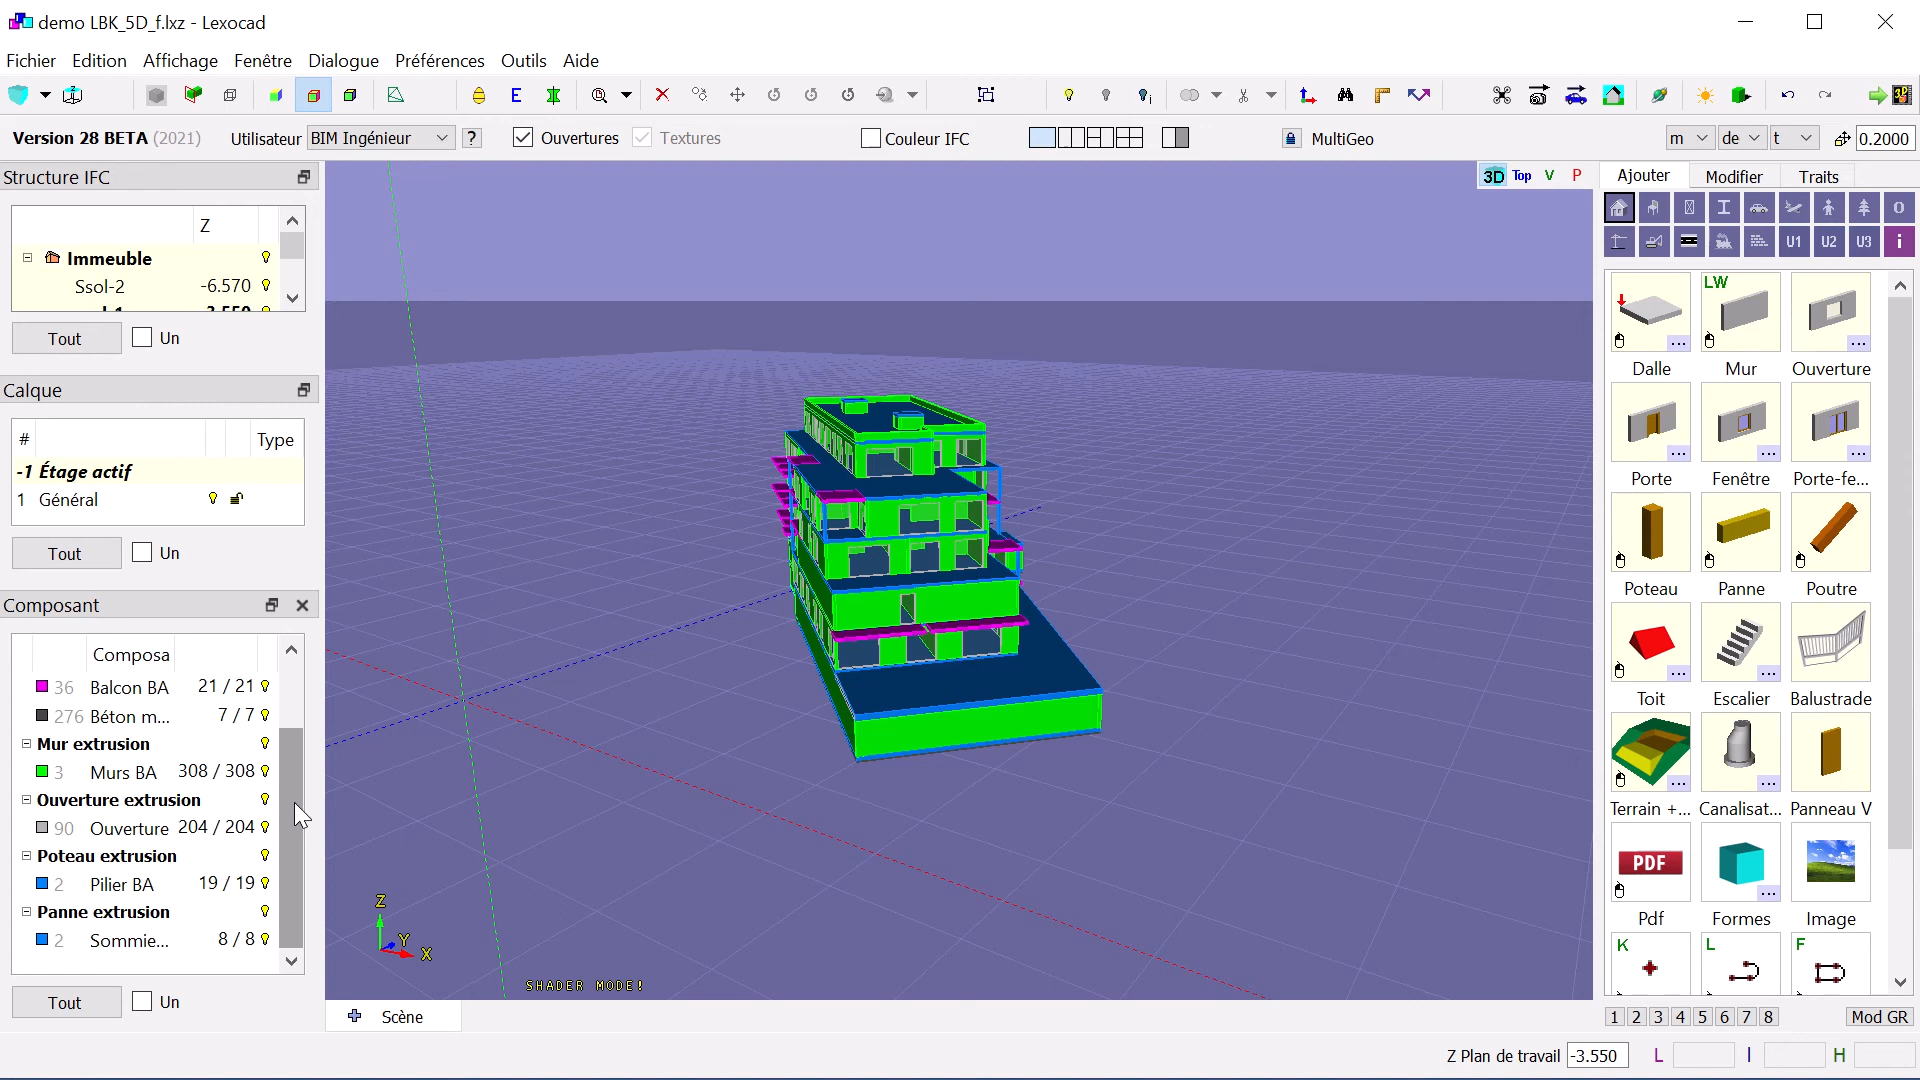 demo LBK_5D_f.lxz - Lexocad
Fichier Edition Affichage Fenêtre Dialogue Préférences Outils Aide
Version 28 BETA (2021) Utilisateur BIM Ingénieur ? Ouvertures Textures Couleur IFC MultiGeo m de t 0.2000
Structure IFC
Z
Immeuble
Ssol-2 -6.570
Tout Un
Calque
# Type
-1 Étage actif
1 Général
Tout Un
Composant
Composa
36 Balcon BA 21 / 21
276 Béton m... 7 / 7
Mur extrusion
3 Murs BA 308 / 308
Ouverture extrusion
90 Ouverture 204 / 204
Poteau extrusion
2 Pilier BA 19 / 19
Panne extrusion
2 Sommie... 8 / 8
Tout Un
3D Top V P
Z
Y
X
SHADER MODE!
Scène
Ajouter Modifier Traits
U1 U2 U3 i
LW
Dalle Mur Ouverture
Porte Fenêtre Porte-fe...
Poteau Panne Poutre
Toit Escalier Balustrade
Terrain +... Canalisat... Panneau V
PDF
Pdf Formes Image
K L F
1 2 3 4 5 6 7 8 Mod GR
Z Plan de travail -3.550 L l H